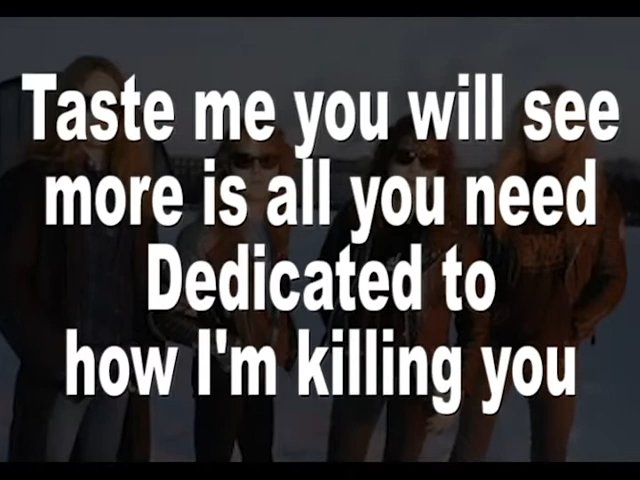 Taste me you will see
more is all you need
Dedicated to
how I'm killing you